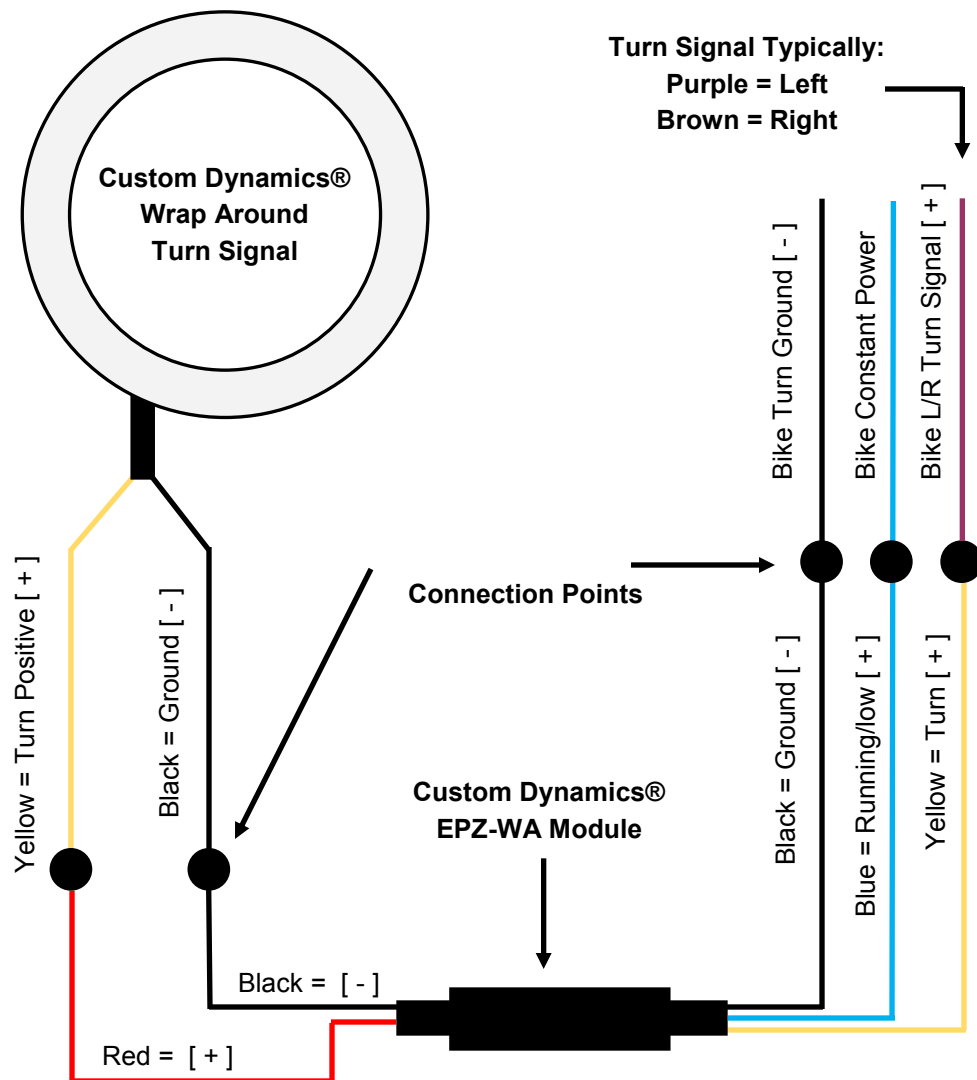 Turn Signal Typically:
Purple = Left
Brown = Right
Custom Dynamics®
Wrap Around
Turn Signal
Bike Turn Ground [ - ]
Bike Constant Power
Bike L/R Turn Signal [ + ]
Connection Points
Yellow = Turn Positive [ + ]
Black = Ground [ - ]
Black = Ground [ - ]
Blue = Running/low [ + ]
Yellow = Turn [ + ]
Custom Dynamics®
EPZ-WA Module
Black = [ - ]
Red = [ + ]